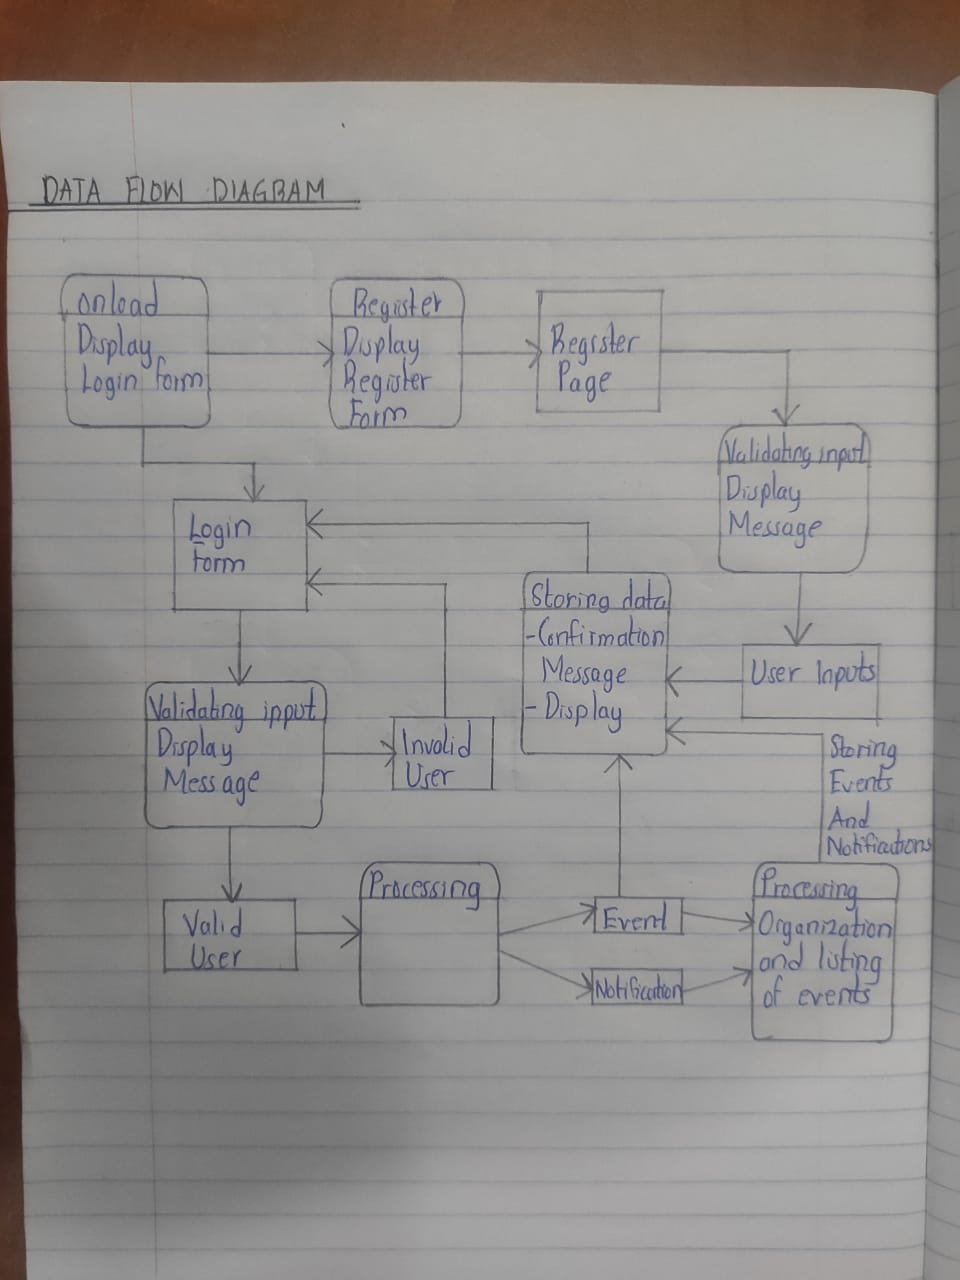 DATA FLOW DIAGRAM
onload
Display
Login form
Register
Display
Register
Form
Register
Page
Validating input
Display
Message
Login
form
Storing data
-Confirmation
Message
- Display
User Inputs
Validating ipput
Display
Message
Invalid
User
Storing
Events
And
Notifications
Valid
User
Processing
Event
Notification
Processing
Organization
and listing
of events